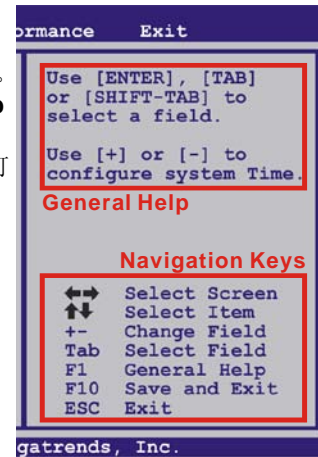 ormance Exit
Use [ENTER], [TAB]
or [SHIFT-TAB] to
select a field.
Use [+] or [-] to
configure system Time.
General Help
Navigation Keys
←→ Select Screen
↑↓ Select Item
+- Change Field
Tab Select Field
F1 General Help
F10 Save and Exit
ESC Exit
gatrends, Inc.